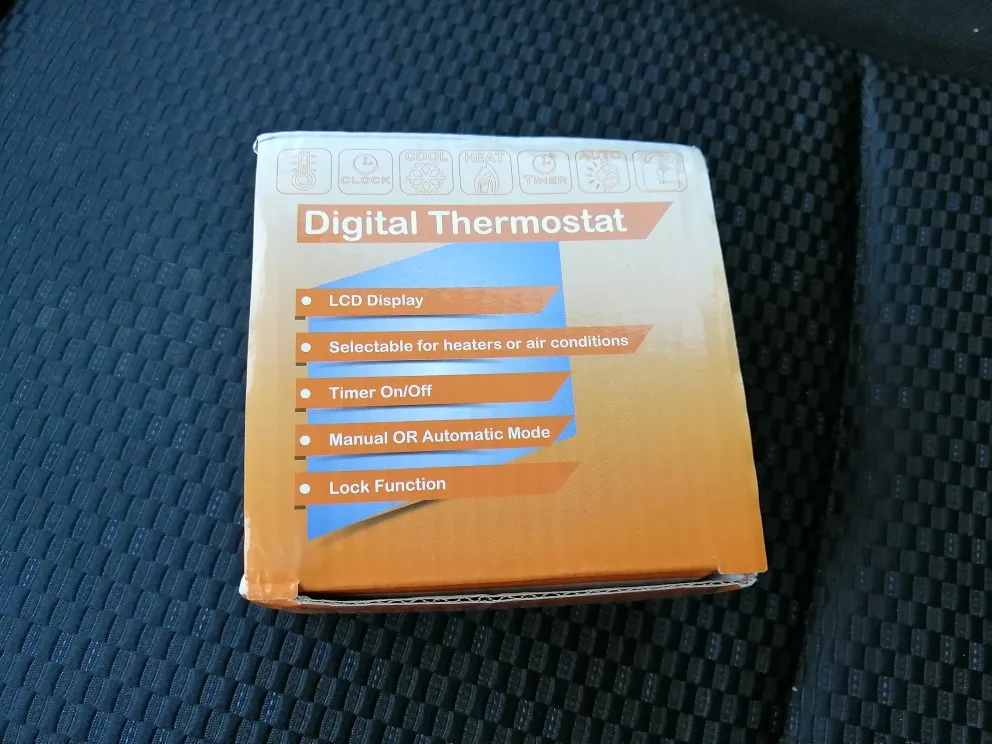 CLOCK COOL HEAT TIMER AUTO
Digital Thermostat
LCD Display
Selectable for heaters or air conditions
Timer On/Off
Manual OR Automatic Mode
Lock Function